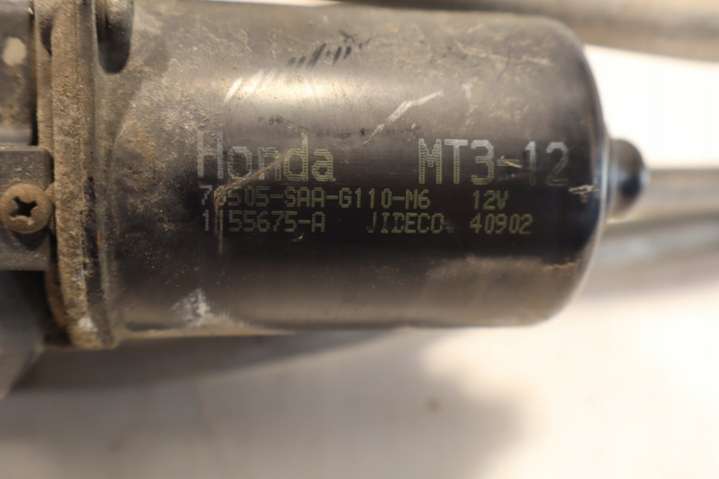 Honda MT3-12
76505-SAA-G110-M6 12V
1155675-A JIDECO 40902